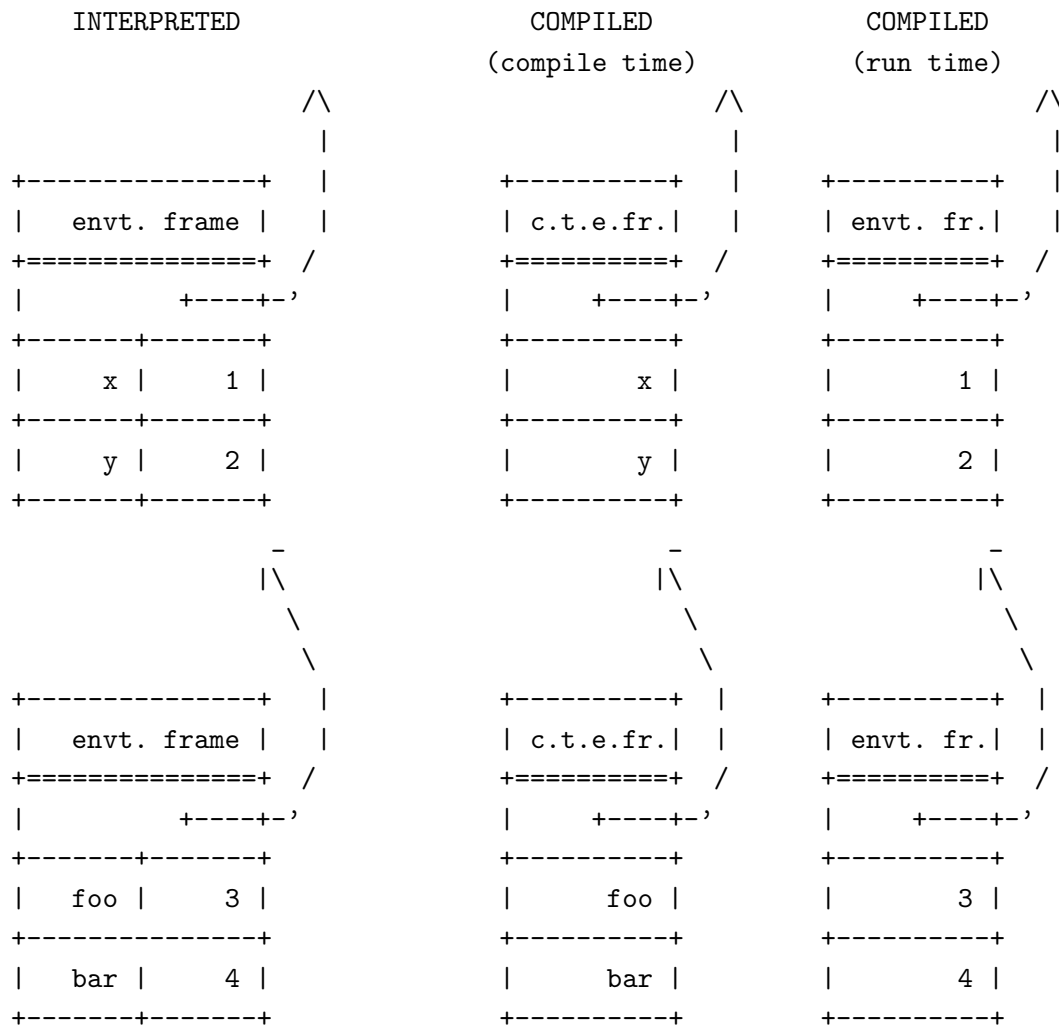 INTERPRETED                  COMPILED             COMPILED
                              (compile time)       (run time)
                   /\                        /\                   /\
                    |                         |                    |
+---------------+   |          +----------+   |    +----------+   |
|   envt. frame |   |          | c.t.e.fr.|   |    | envt. fr.|   |
+===============+  /           +==========+  /     +==========+  /
|          +----+-’            |     +----+-’      |     +----+-’
+-------+-------+              +----------+        +----------+
|     x |     1 |              |        x |        |        1 |
+-------+-------+              +----------+        +----------+
|     y |     2 |              |        y |        |        2 |
+-------+-------+              +----------+        +----------+
                 _                         _                    _
                |\                        |\                   |\
                  \                         \                    \
                   \                         \                    \
+---------------+   |          +----------+  |     +----------+  |
|   envt. frame |   |          | c.t.e.fr.|  |     | envt. fr.|  |
+===============+  /           +==========+  /     +==========+  /
|          +----+-’            |     +----+-’      |     +----+-’
+-------+-------+              +----------+        +----------+
|   foo |     3 |              |      foo |        |        3 |
+---------------+              +----------+        +----------+
|   bar |     4 |              |      bar |        |        4 |
+-------+-------+              +----------+        +----------+